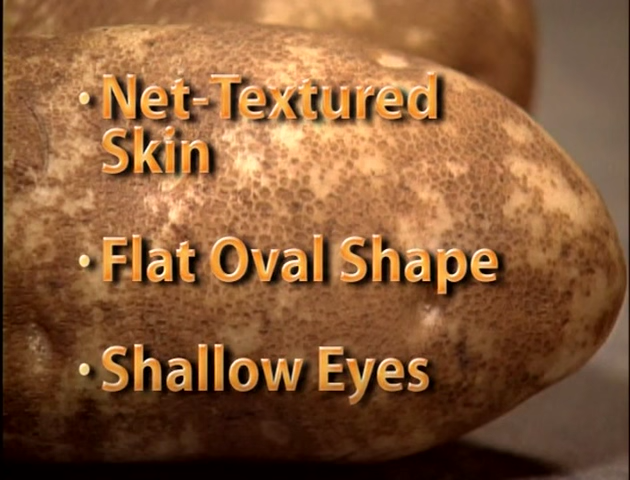 • Net-Textured
Skin
• Flat Oval Shape
• Shallow Eyes